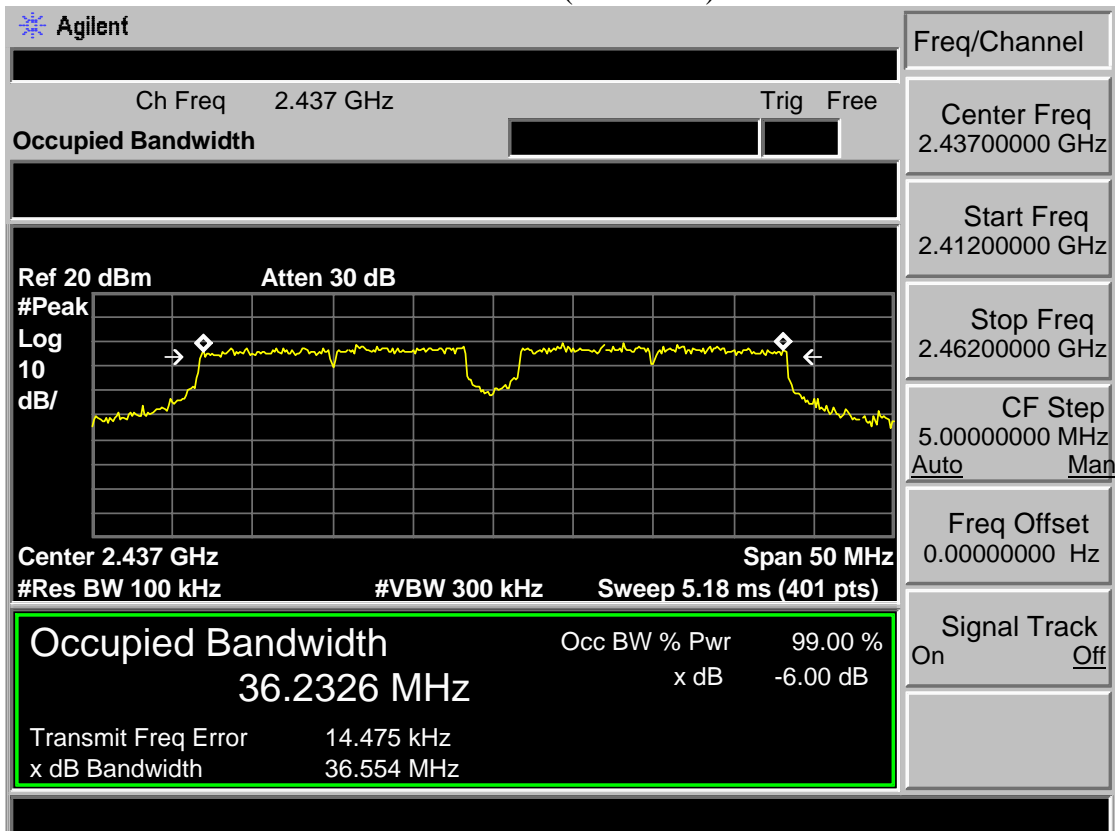 Agilent
Freq/Channel
Ch Freq 2.437 GHz Trig Free
Occupied Bandwidth
Center Freq
2.43700000 GHz
Start Freq
2.41200000 GHz
Stop Freq
2.46200000 GHz
CF Step
5.00000000 MHz
Auto Man
Freq Offset
0.00000000 Hz
Signal Track
On Off
Ref 20 dBm Atten 30 dB
#Peak
Log
10
dB/
Center 2.437 GHz Span 50 MHz
#Res BW 100 kHz #VBW 300 kHz Sweep 5.18 ms (401 pts)
Occupied Bandwidth
36.2326 MHz
Occ BW % Pwr 99.00 %
x dB -6.00 dB
Transmit Freq Error 14.475 kHz
x dB Bandwidth 36.554 MHz